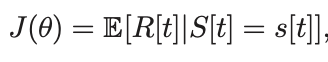 J(θ) = 𝔼[R[t]|S[t] = s[t]],